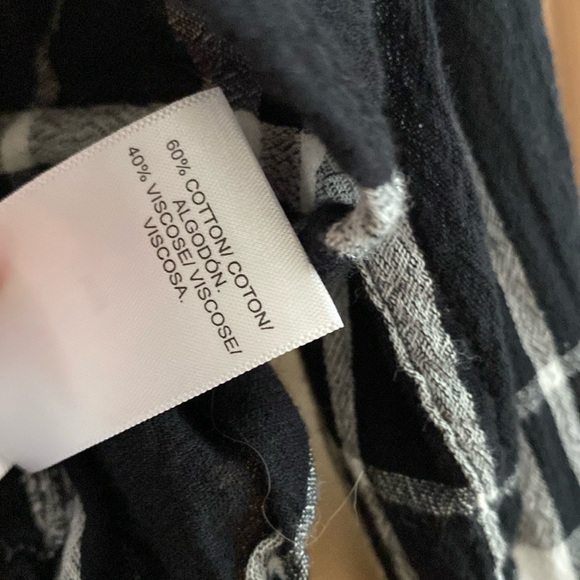 60% COTTON/ COTON/
ALGODÓN.
40% VISCOSE/ VISCOSE/
VISCOSA.